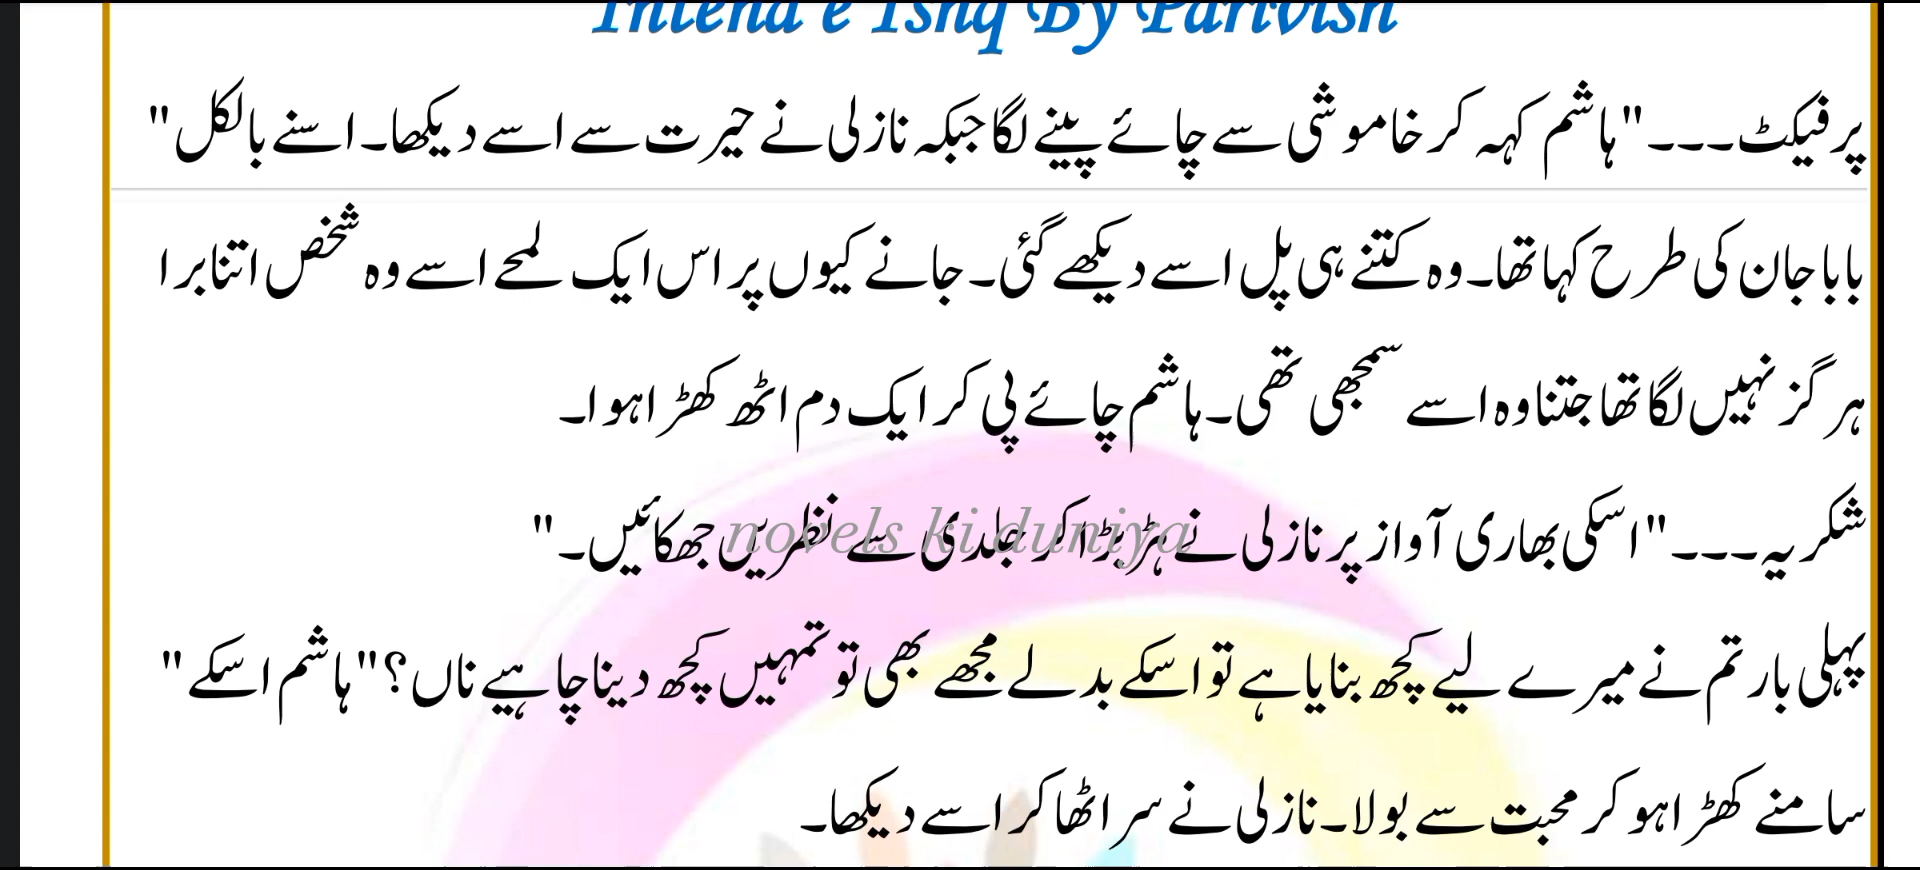 Inteha e Ishq By Parivish
پرفیکٹ۔۔۔"ہاشم کہہ کر خاموشی سے چائے پینے لگا جبکہ نازلی نے حیرت سے اسے دیکھا۔ اسنے بالکل"
بابا جان کی طرح کہا تھا۔ وہ کتنے ہی پل اسے دیکھے گئی۔ جانے کیوں پر اس ایک لمحے اسے وہ شخص اتنا برا
ہرگز نہیں لگا تھا جتنا وہ اسے سمجھی تھی۔ ہاشم چائے پی کر ایک دم اٹھ کھڑا ہوا۔
شکریہ۔۔۔"اسکی بھاری آواز پر نازلی نے ہڑبڑا کر جلدی سے نظریں جھکائیں۔"
novels ki duniya
پہلی بار تم نے میرے لیے کچھ بنایا ہے تو اسکے بدلے مجھے بھی تو تمہیں کچھ دینا چاہیے ناں؟"ہاشم اسکے"
سامنے کھڑا ہو کر محبت سے بولا۔ نازلی نے سر اٹھا کر اسے دیکھا۔